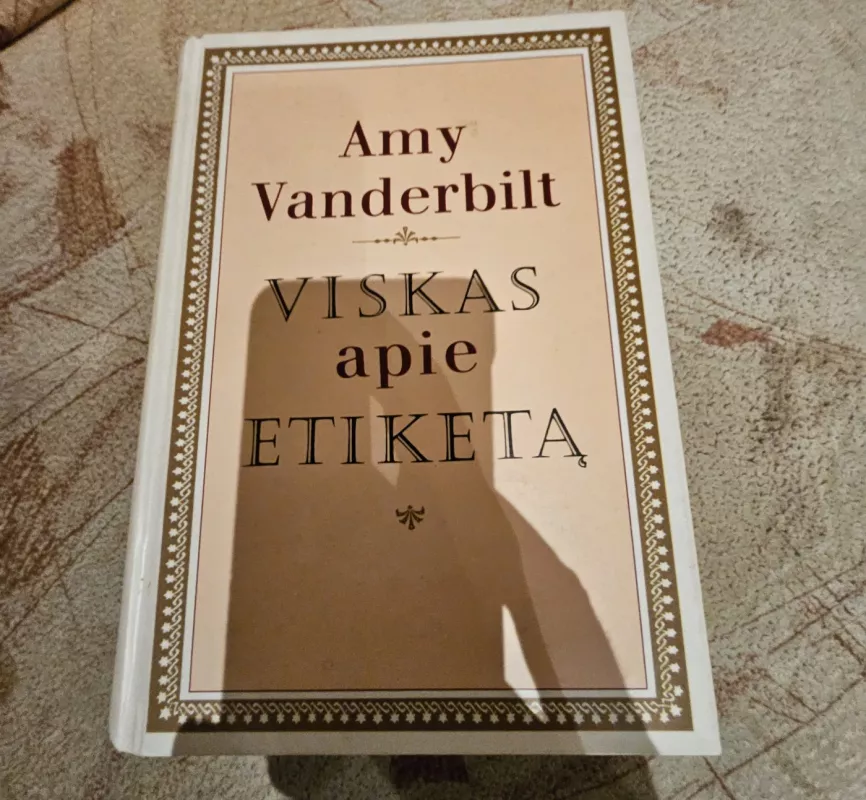 Amy
Vanderbilt
VISKAS
apie
ETIKETĄ